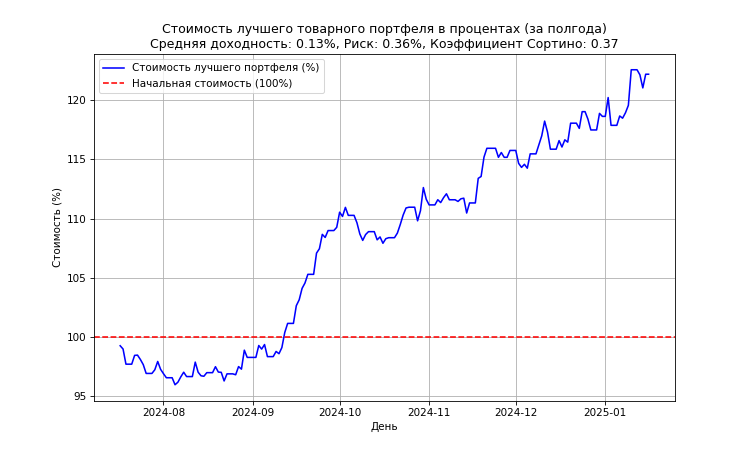 Стоимость лучшего товарного портфеля в процентах (за полгода)
Средняя доходность: 0.13%, Риск: 0.36%, Коэффициент Сортино: 0.37
Стоимость лучшего портфеля (%)
Начальная стоимость (100%)
Стоимость (%)
120
115
110
105
100
95
2024-08 2024-09 2024-10 2024-11 2024-12 2025-01
День